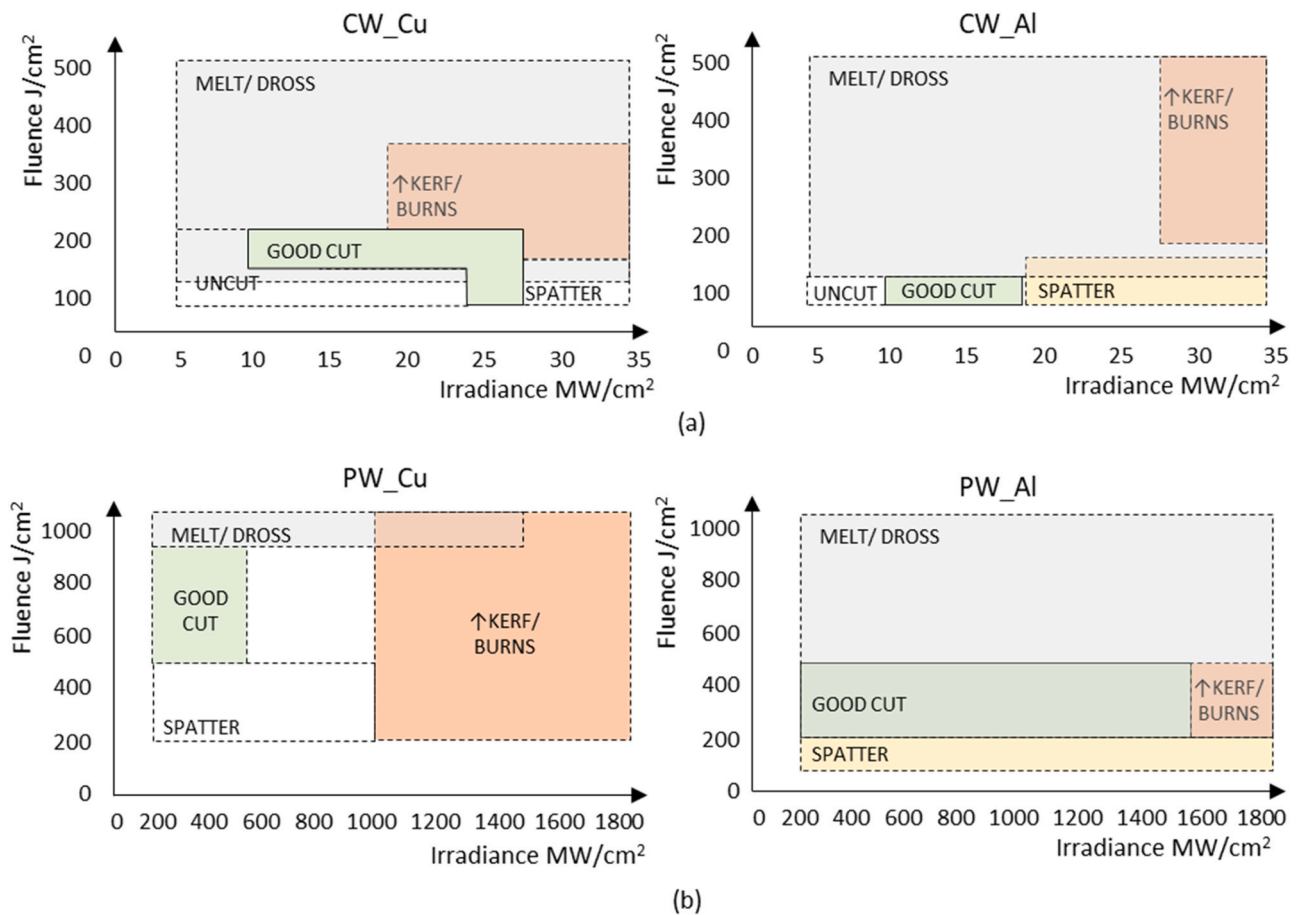 CW_Cu
Fluence J/cm²
500
400
300
200
100
0
MELT/ DROSS
↑KERF/
BURNS
GOOD CUT
UNCUT
SPATTER
0 5 10 15 20 25 30 35
Irradiance MW/cm²
CW_Al
Fluence J/cm²
500
400
300
200
100
0
MELT/ DROSS
↑KERF/
BURNS
UNCUT
GOOD CUT
SPATTER
0 5 10 15 20 25 30 35
Irradiance MW/cm²
(a)
PW_Cu
Fluence J/cm²
1000
800
600
400
200
0
MELT/ DROSS
GOOD
CUT
↑KERF/
BURNS
SPATTER
0 200 400 600 800 1000 1200 1400 1600 1800
Irradiance MW/cm²
PW_Al
Fluence J/cm²
1000
800
600
400
200
0
MELT/ DROSS
GOOD CUT
↑KERF/
BURNS
SPATTER
0 200 400 600 800 1000 1200 1400 1600 1800
Irradiance MW/cm²
(b)